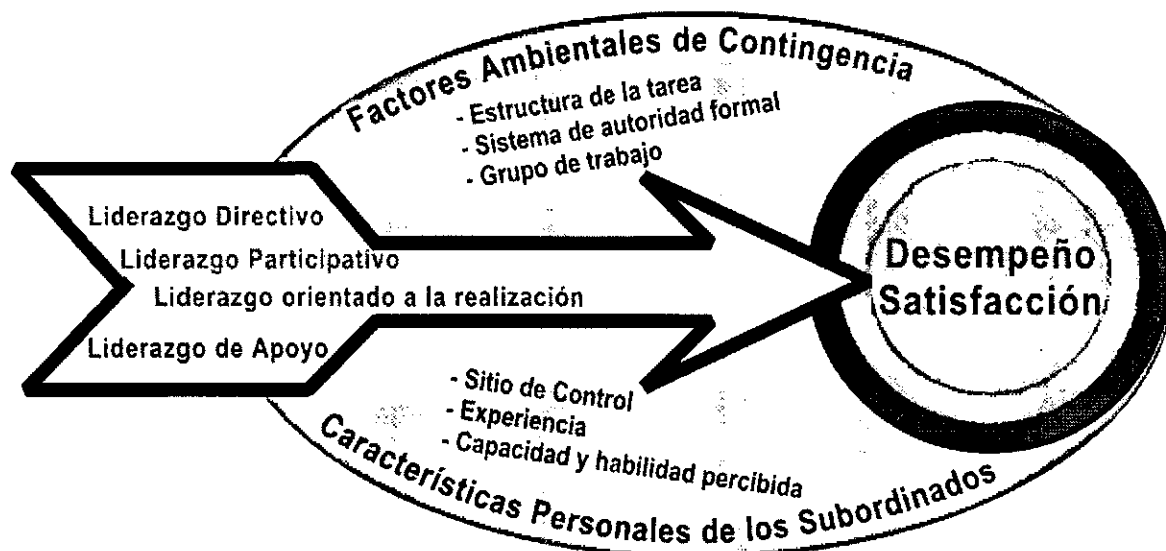 Factores Ambientales de Contingencia
- Estructura de la tarea
- Sistema de autoridad formal
- Grupo de trabajo
Liderazgo Directivo
Liderazgo Participativo
Liderazgo orientado a la realización
Liderazgo de Apoyo
Desempeño
Satisfacción
- Sitio de Control
- Experiencia
- Capacidad y habilidad percibida
Características Personales de los Subordinados